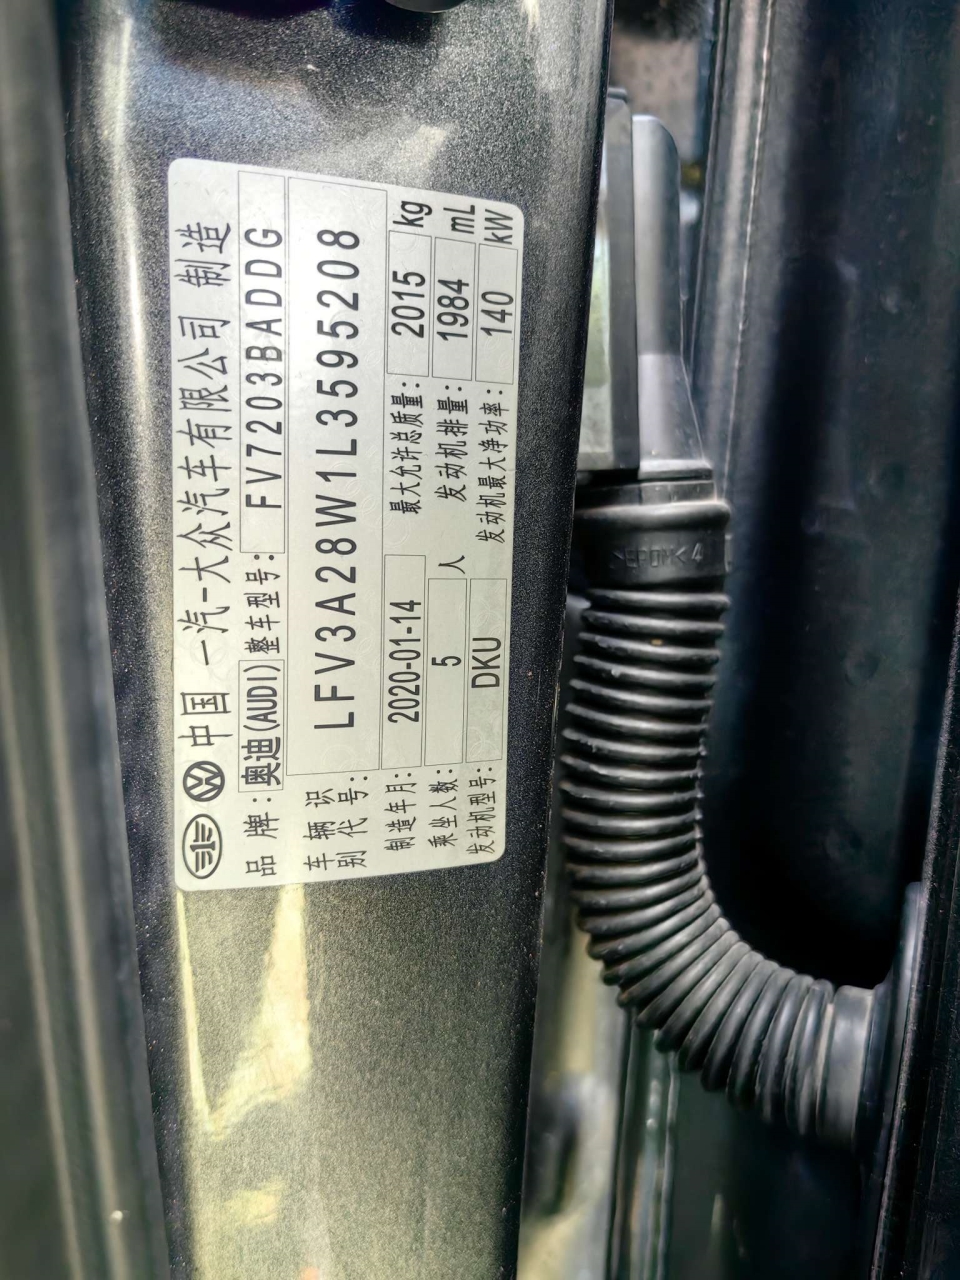 中国 一汽-大众汽车有限公司 制造
品牌: 奥迪(AUDI) 整车型号: FV7203BADDG
车辆识别代号: LFV3A28W1L3595208
制造年月: 2020-01-14 最大允许总质量: 2015 kg
乘坐人数: 5 人 发动机排量: 1984 mL
发动机型号: DKU 发动机最大净功率: 140 kW
>EPDM<4